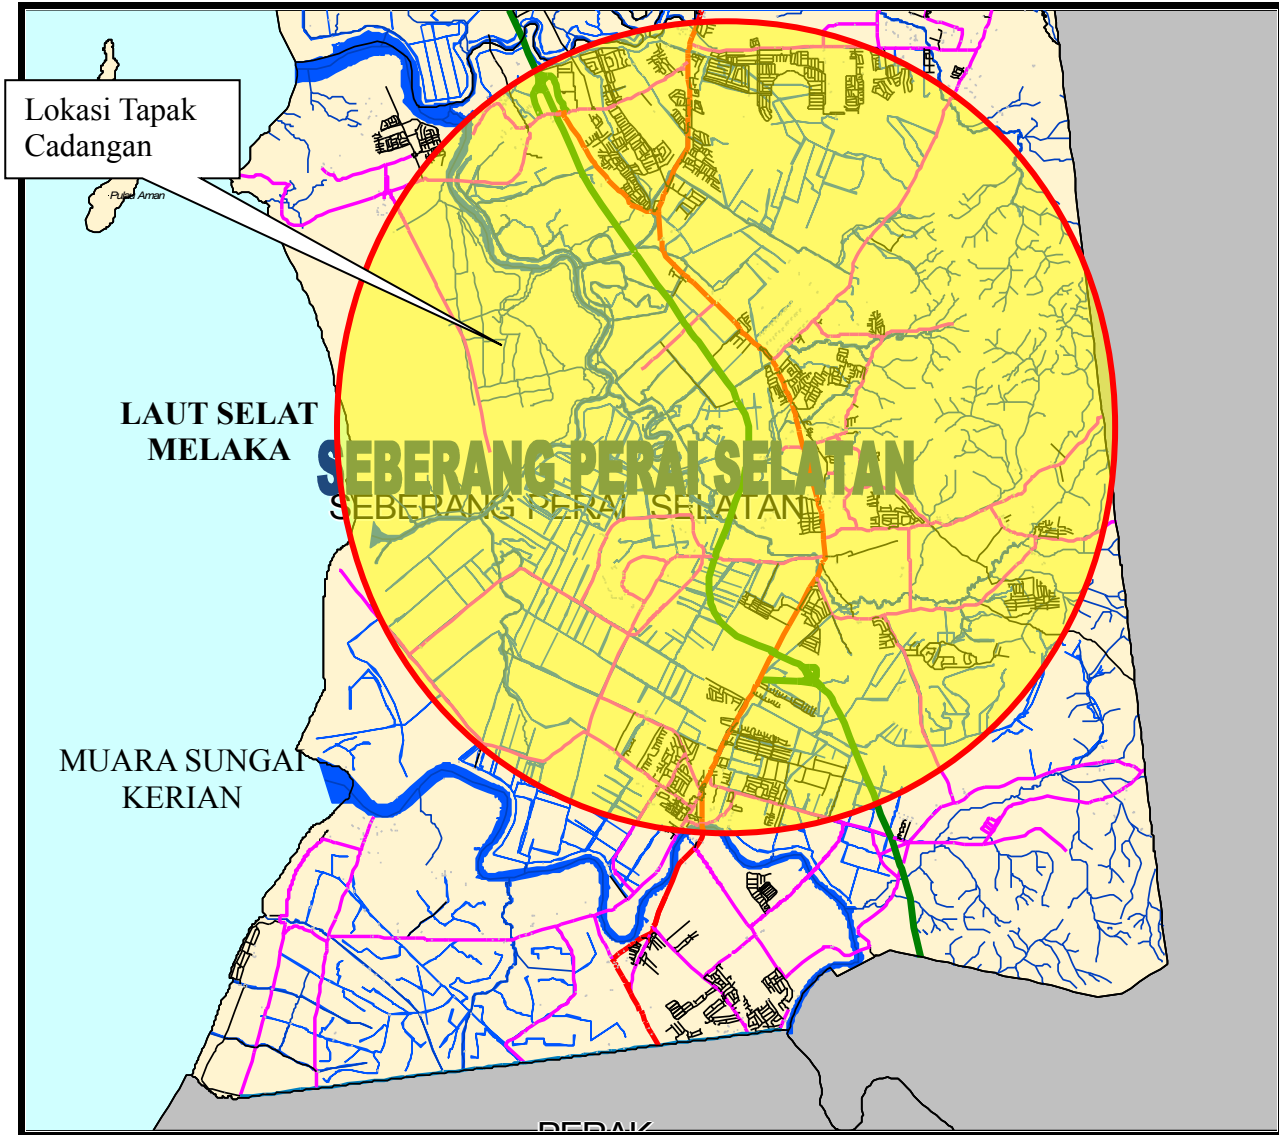 Lokasi Tapak
Cadangan
Pulau Aman
LAUT SELAT
MELAKA
SEBERANG PERAI SELATAN
SEBERANG PERAI SELATAN
MUARA SUNGAI
KERIAN
PERAK